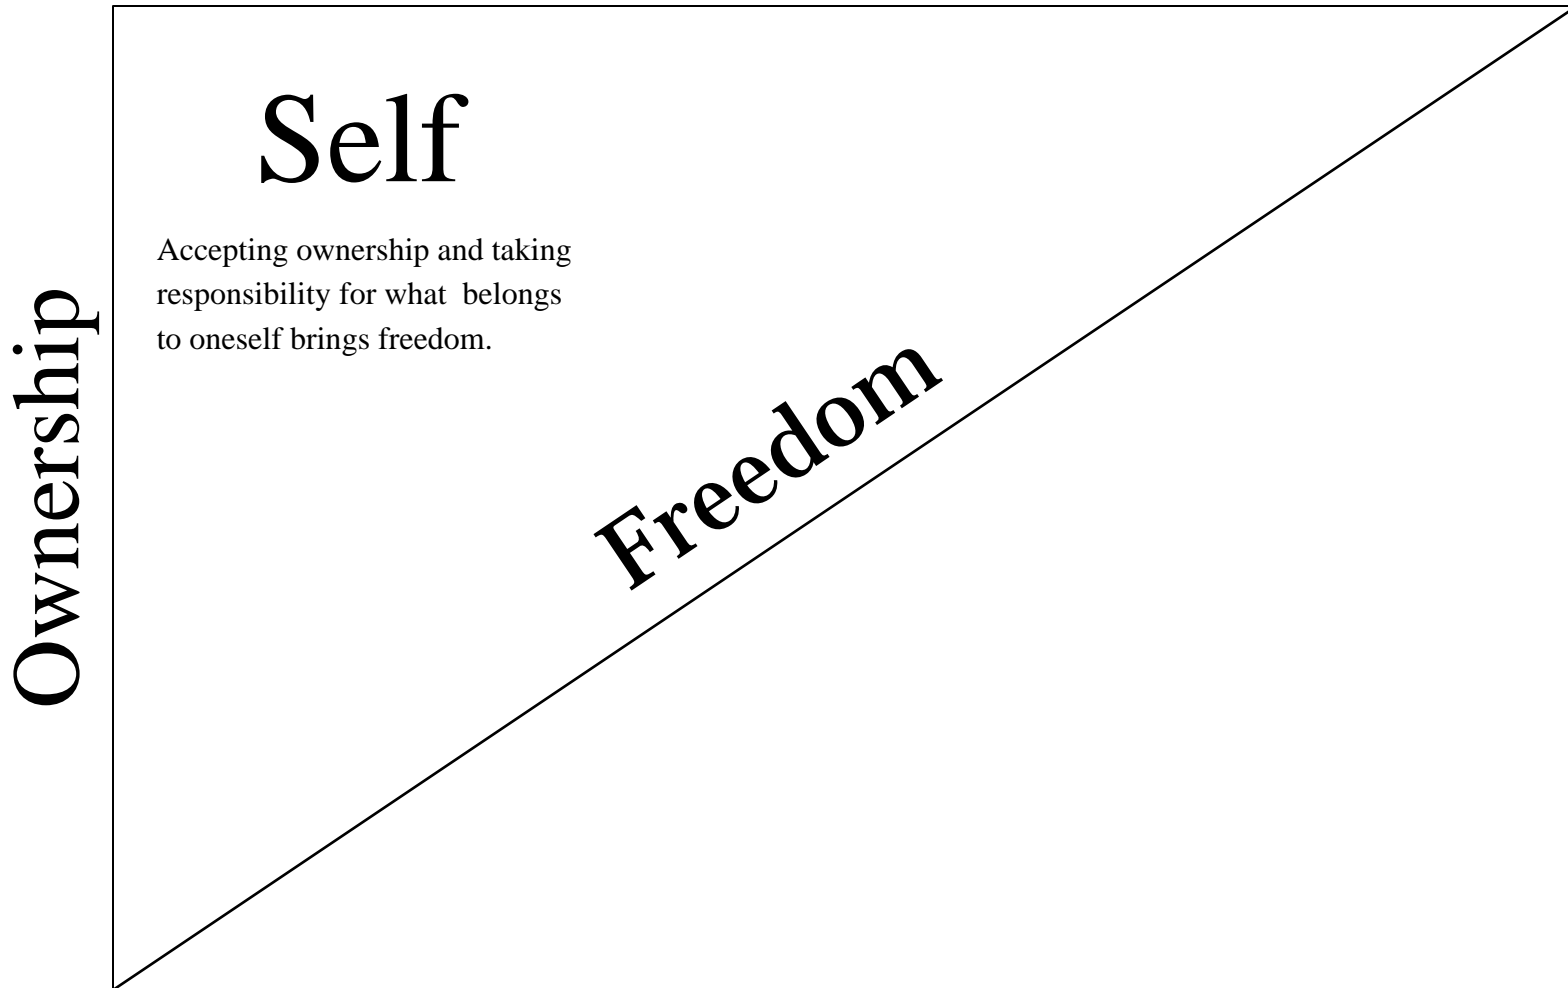 Self
Accepting ownership and taking
responsibility for what  belongs
to oneself brings freedom.
Ownership
Freedom